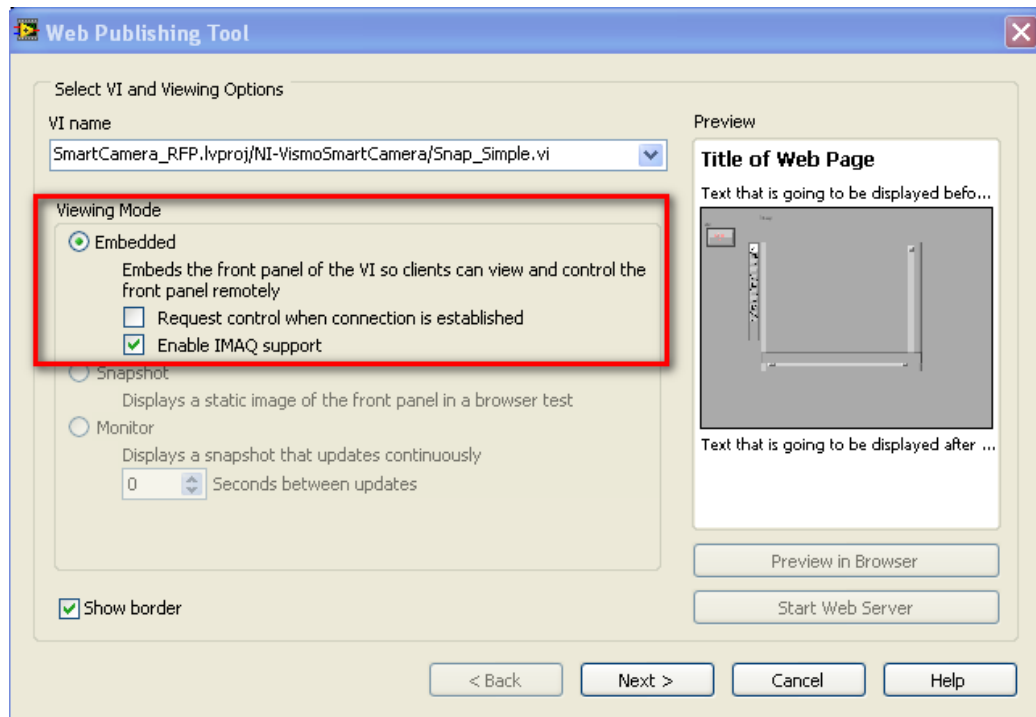 Web Publishing Tool
Select VI and Viewing Options
VI name
SmartCamera_RFP.lvproj/NI-VismoSmartCamera/Snap_Simple.vi
Viewing Mode
Embedded
Embeds the front panel of the VI so clients can view and control the
front panel remotely
Request control when connection is established
Enable IMAQ support
Snapshot
Displays a static image of the front panel in a browser test
Monitor
Displays a snapshot that updates continuously
0 Seconds between updates
Show border
Preview
Title of Web Page
Text that is going to be displayed befo...
Text that is going to be displayed after ...
Preview in Browser
Start Web Server
< Back
Next >
Cancel
Help